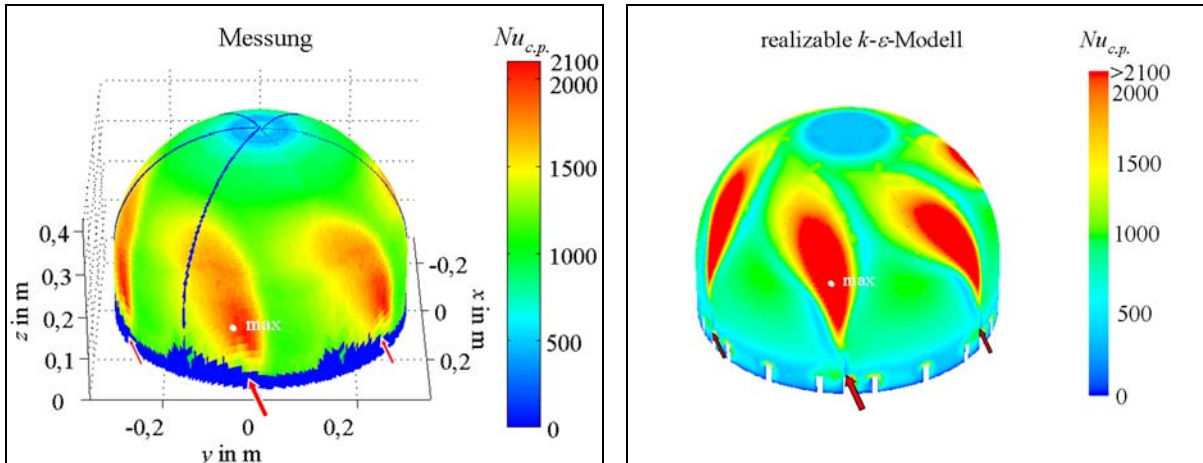 Messung
Nu c.p.
2100
2000
1500
1000
500
0
max
z in m
0,4
0,3
0,2
0,1
0
-0,2
0
0,2
y in m
-0,2
0
0,2
x in m
realizable k-ε-Modell
Nu c.p.
>2100
2000
1500
1000
500
0
max